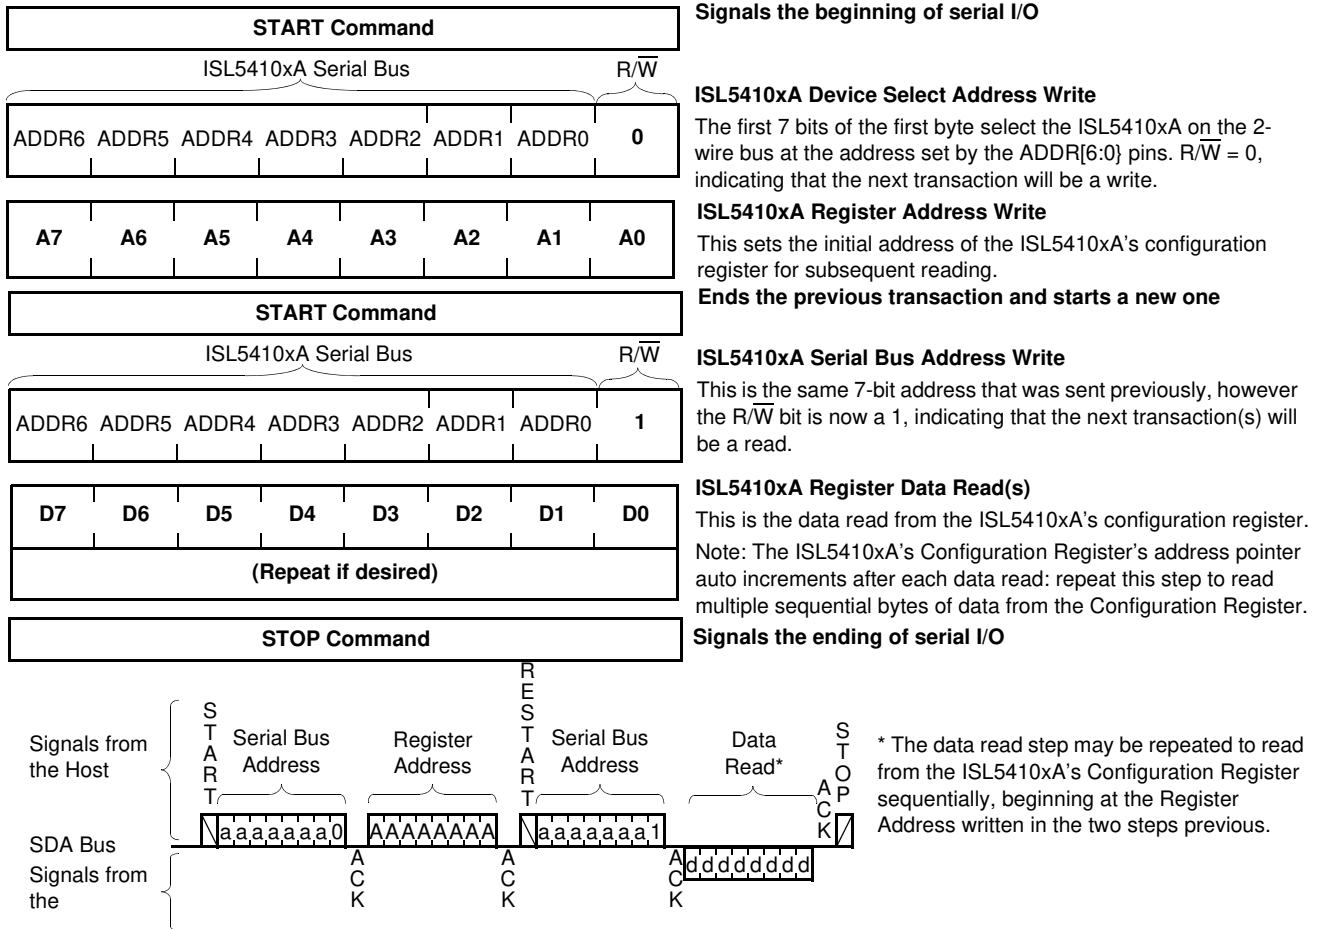 START Command
Signals the beginning of serial I/O
ISL5410xA Serial Bus R/W̅
ADDR6 ADDR5 ADDR4 ADDR3 ADDR2 ADDR1 ADDR0 0
ISL5410xA Device Select Address Write
The first 7 bits of the first byte select the ISL5410xA on the 2-
wire bus at the address set by the ADDR[6:0} pins. R/W̅ = 0,
indicating that the next transaction will be a write.
A7 A6 A5 A4 A3 A2 A1 A0
ISL5410xA Register Address Write
This sets the initial address of the ISL5410xA's configuration
register for subsequent reading.
START Command
Ends the previous transaction and starts a new one
ISL5410xA Serial Bus R/W̅
ADDR6 ADDR5 ADDR4 ADDR3 ADDR2 ADDR1 ADDR0 1
ISL5410xA Serial Bus Address Write
This is the same 7-bit address that was sent previously, however
the R/W̅ bit is now a 1, indicating that the next transaction(s) will
be a read.
D7 D6 D5 D4 D3 D2 D1 D0
(Repeat if desired)
ISL5410xA Register Data Read(s)
This is the data read from the ISL5410xA's configuration register.
Note: The ISL5410xA's Configuration Register's address pointer
auto increments after each data read: repeat this step to read
multiple sequential bytes of data from the Configuration Register.
STOP Command
Signals the ending of serial I/O
Signals from
the Host
START
Serial Bus
Address
Register
Address
RESTART
Serial Bus
Address
Data
Read*
ACK
STOP
aaaaaaa0
AAAAAAAA
aaaaaaa1
SDA Bus
Signals from
the
ACK
ACK
ACK
dddddddd
* The data read step may be repeated to read
from the ISL5410xA's Configuration Register
sequentially, beginning at the Register
Address written in the two steps previous.